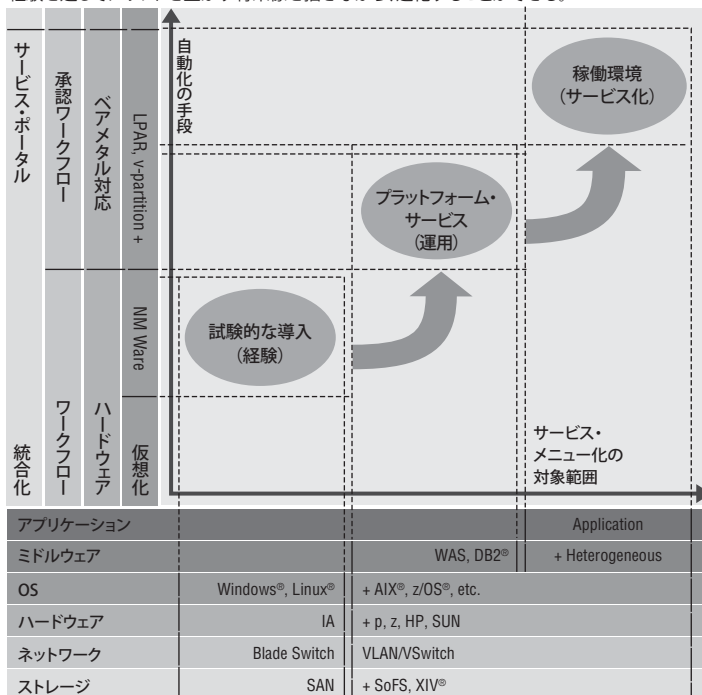 サービス・ポータル
承認ワークフロー
ベアメタル対応
LPAR, v-partition +
自動化の手段
稼働環境
(サービス化)
プラットフォーム・
サービス
(運用)
試験的な導入
(経験)
NM Ware
統合化
ワークフロー
ハードウェア
仮想化
サービス・
メニュー化の
対象範囲
アプリケーション Application
ミドルウェア WAS, DB2® + Heterogeneous
OS Windows®, Linux® + AIX®, z/OS®, etc.
ハードウェア IA + p, z, HP, SUN
ネットワーク Blade Switch VLAN/VSwitch
ストレージ SAN + SoFS, XIV®